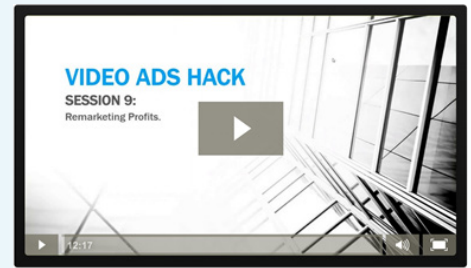 VIDEO ADS HACK
SESSION 9:
Remarketing Profits.
12:17